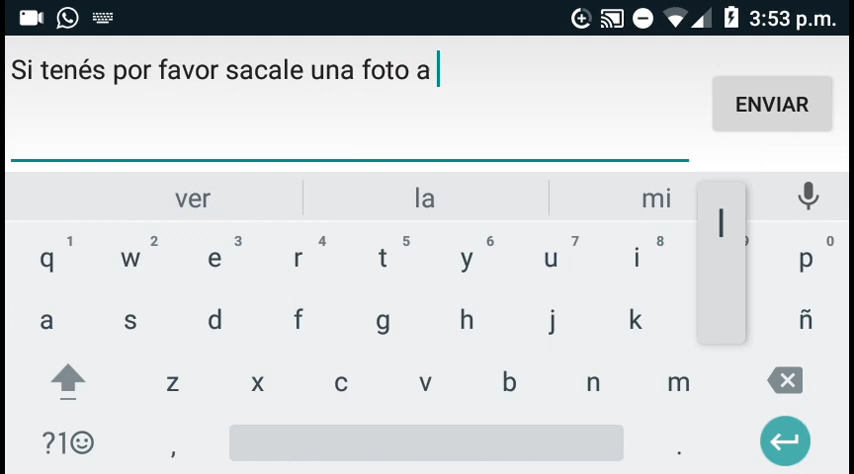 3:53 p.m.
Si tenés por favor sacale una foto a
ENVIAR
ver la mi
1 2 3 4 5 6 7 8 9 0
q w e r t y u i p
l
a s d f g h j k ñ
z x c v b n m
?1☺ , .